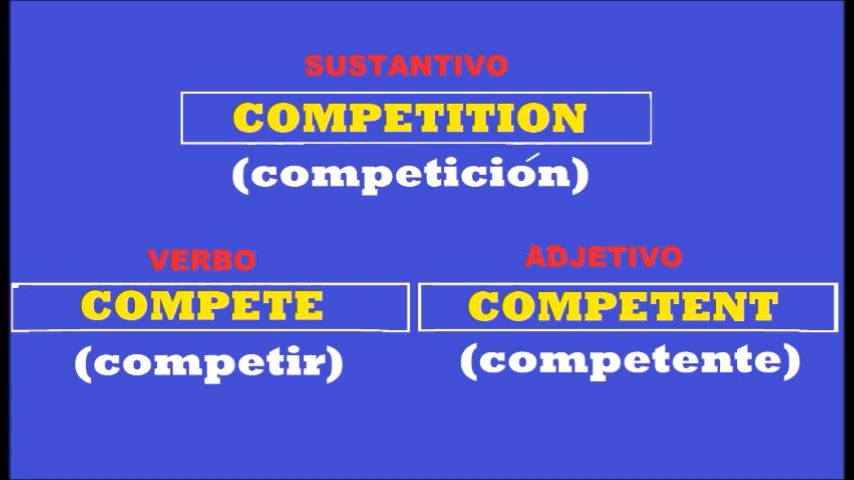 SUSTANTIVO
COMPETITION
(competición)
VERBO
COMPETE
(competir)
ADJETIVO
COMPETENT
(competente)